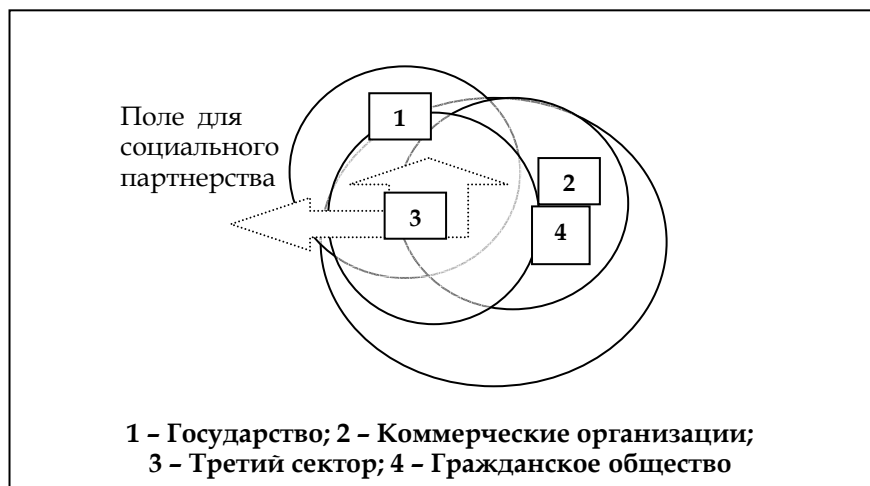 Поле для
социального
партнерства
1
2
3
4
1 – Государство; 2 – Коммерческие организации;
3 – Третий сектор; 4 – Гражданское общество